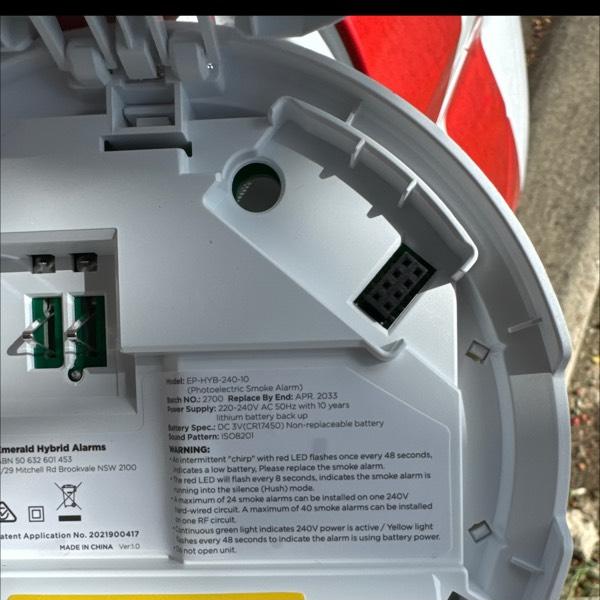 Model: EP-HYB-240-10
(Photoelectric Smoke Alarm)
Batch NO.: 2700 Replace By End: APR. 2033
Power Supply: 220-240V AC 50Hz with 10 years
lithium battery back up
Battery Spec.: DC 3V(CR17450) Non-replaceable battery
Sound Pattern: ISO8201
WARNING:
• An intermittent "chirp" with red LED flashes once every 48 seconds,
indicates a low battery, Please replace the smoke alarm.
• The red LED will flash every 8 seconds, indicates the smoke alarm is
running into the silence (Hush) mode.
• A maximum of 24 smoke alarms can be installed on one 240V
hard-wired circuit. A maximum of 40 smoke alarms can be installed
on one RF circuit.
• Continuous green light indicates 240V power is active / Yellow light
flashes every 48 seconds to indicate the alarm is using battery power.
• Do not open unit.
Emerald Hybrid Alarms
ABN 50 632 601 453
/29 Mitchell Rd Brookvale NSW 2100
Patent Application No. 2021900417
MADE IN CHINA Ver:1.0